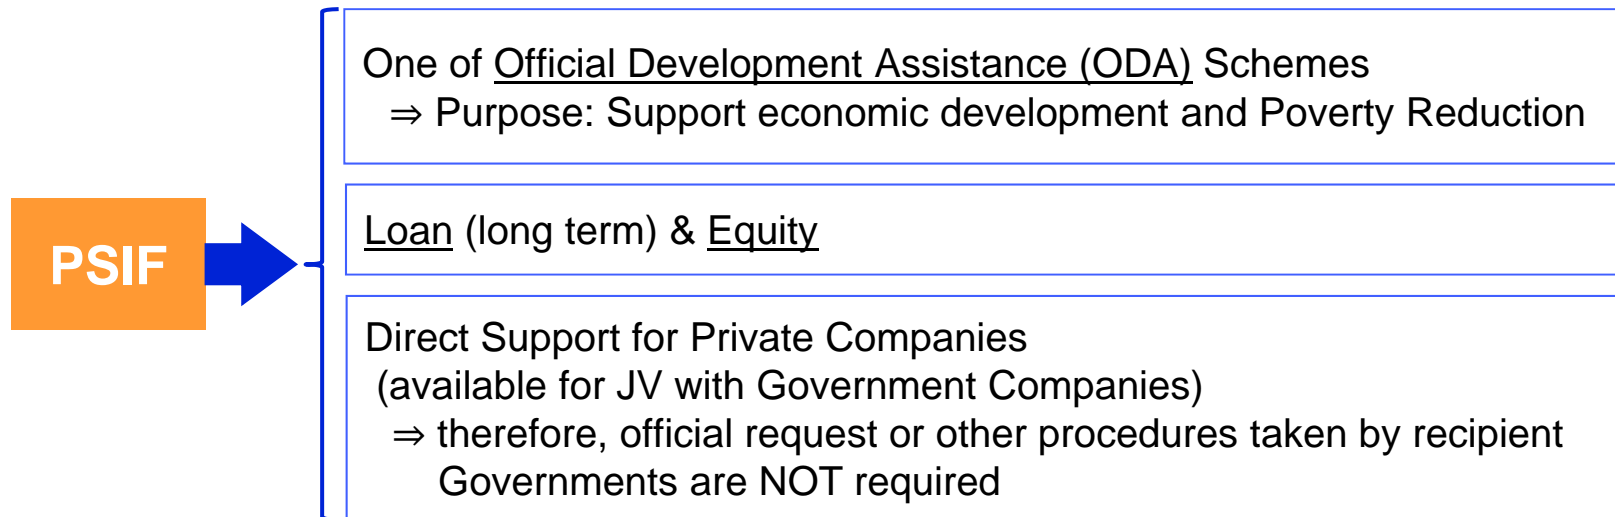 PSIF
One of Official Development Assistance (ODA) Schemes
⇒ Purpose: Support economic development and Poverty Reduction
Loan (long term) & Equity
Direct Support for Private Companies
(available for JV with Government Companies)
⇒ therefore, official request or other procedures taken by recipient
Governments are NOT required